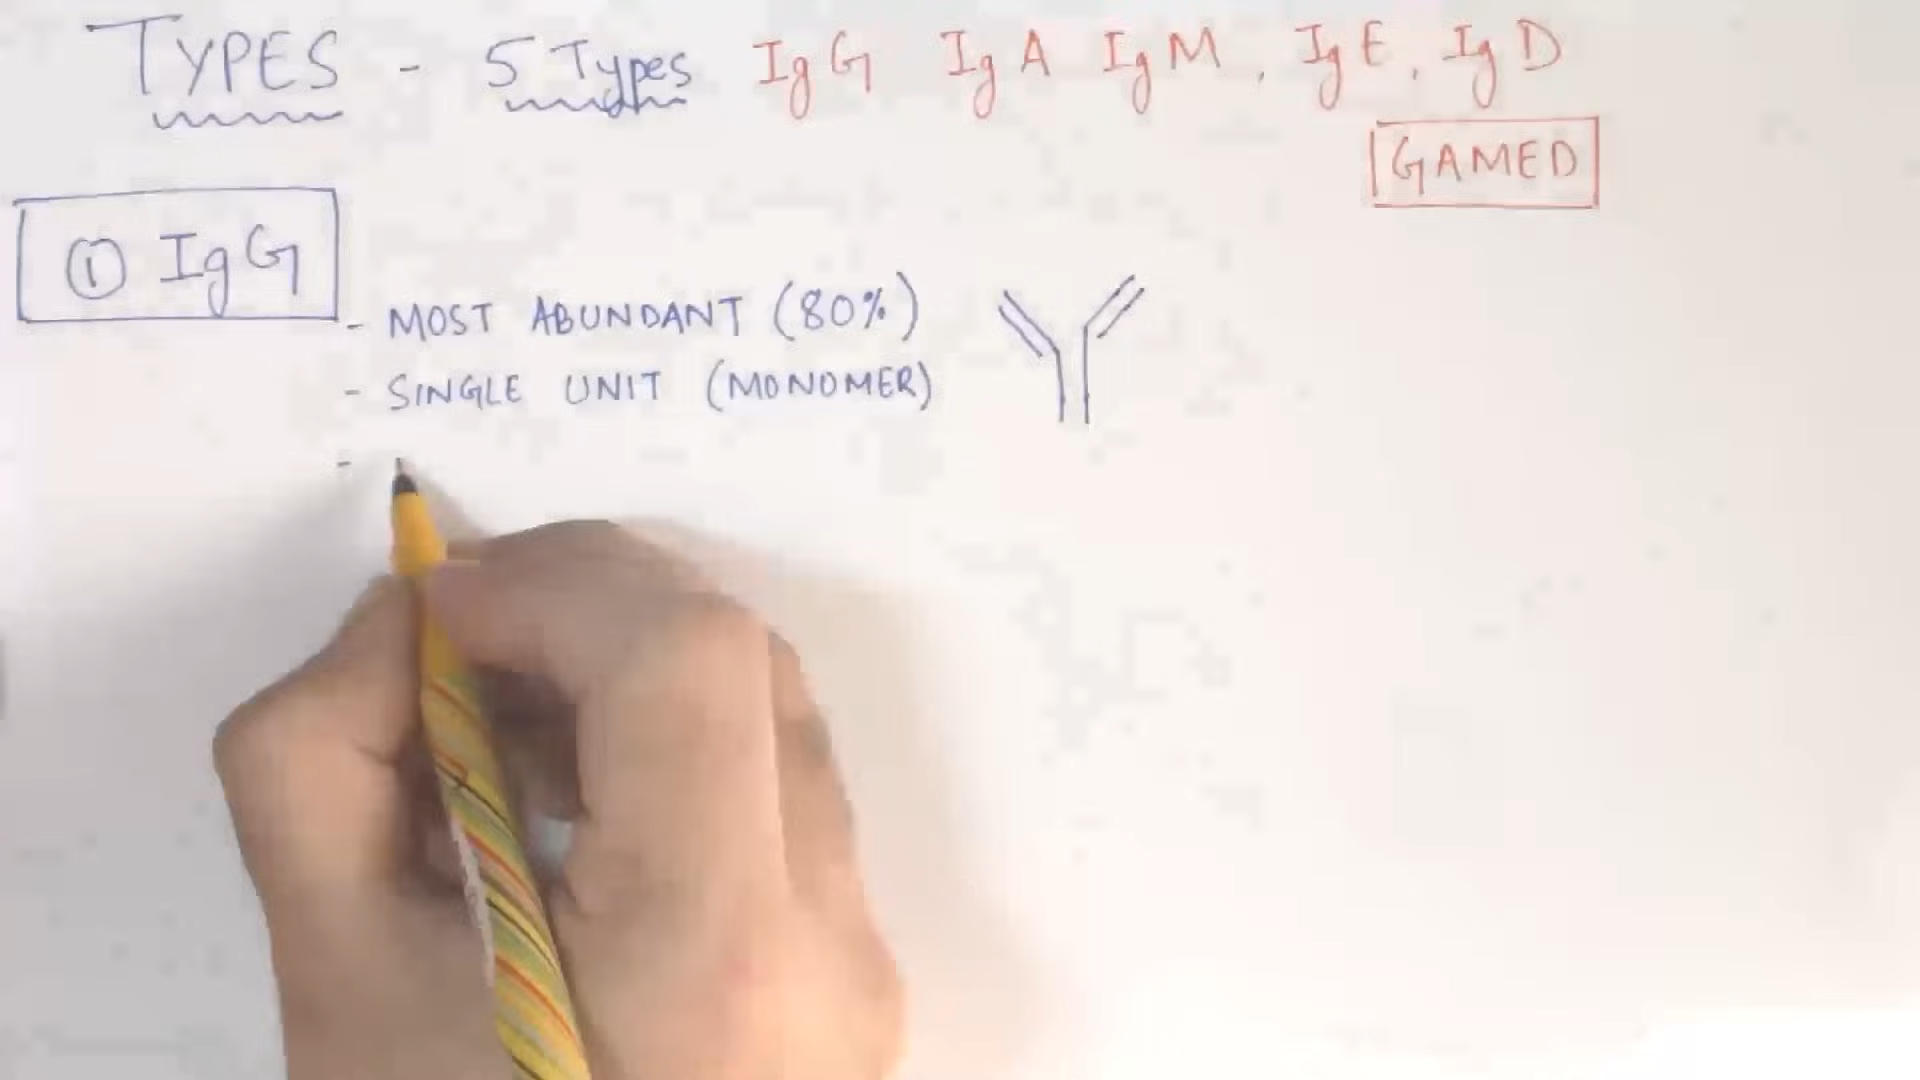 TYPES - 5 Types IgG IgA IgM, IgE, IgD
GAMED
① IgG
- MOST ABUNDANT (80%)
- SINGLE UNIT (MONOMER)
-